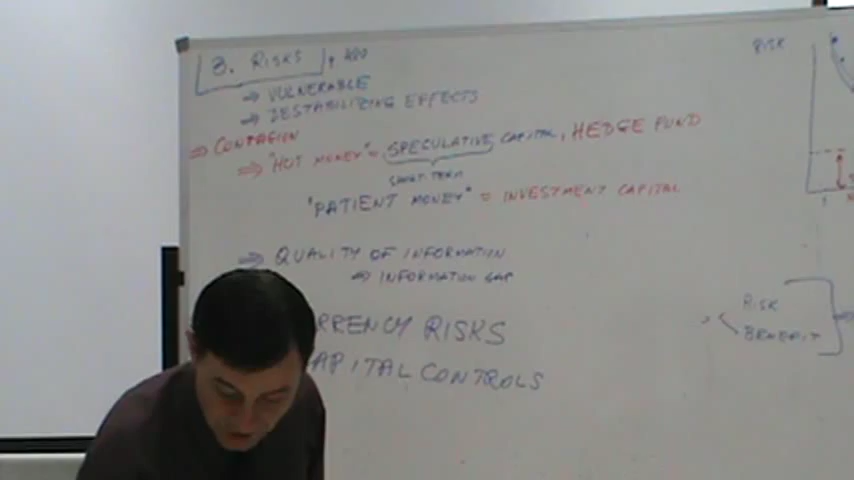 3. RISKS
→ VULNERABLE
→ DESTABILIZING EFFECTS
⇒ CONTAGION
⇒ "HOT MONEY" = SPECULATIVE CAPITAL, HEDGE FUND
SHORT-TERM
"PATIENT MONEY" = INVESTMENT CAPITAL
⇒ QUALITY OF INFORMATION
⇒ INFORMATION GAP
RRENCY RISKS
APITAL CONTROLS
RISK
RISK
BENEFIT